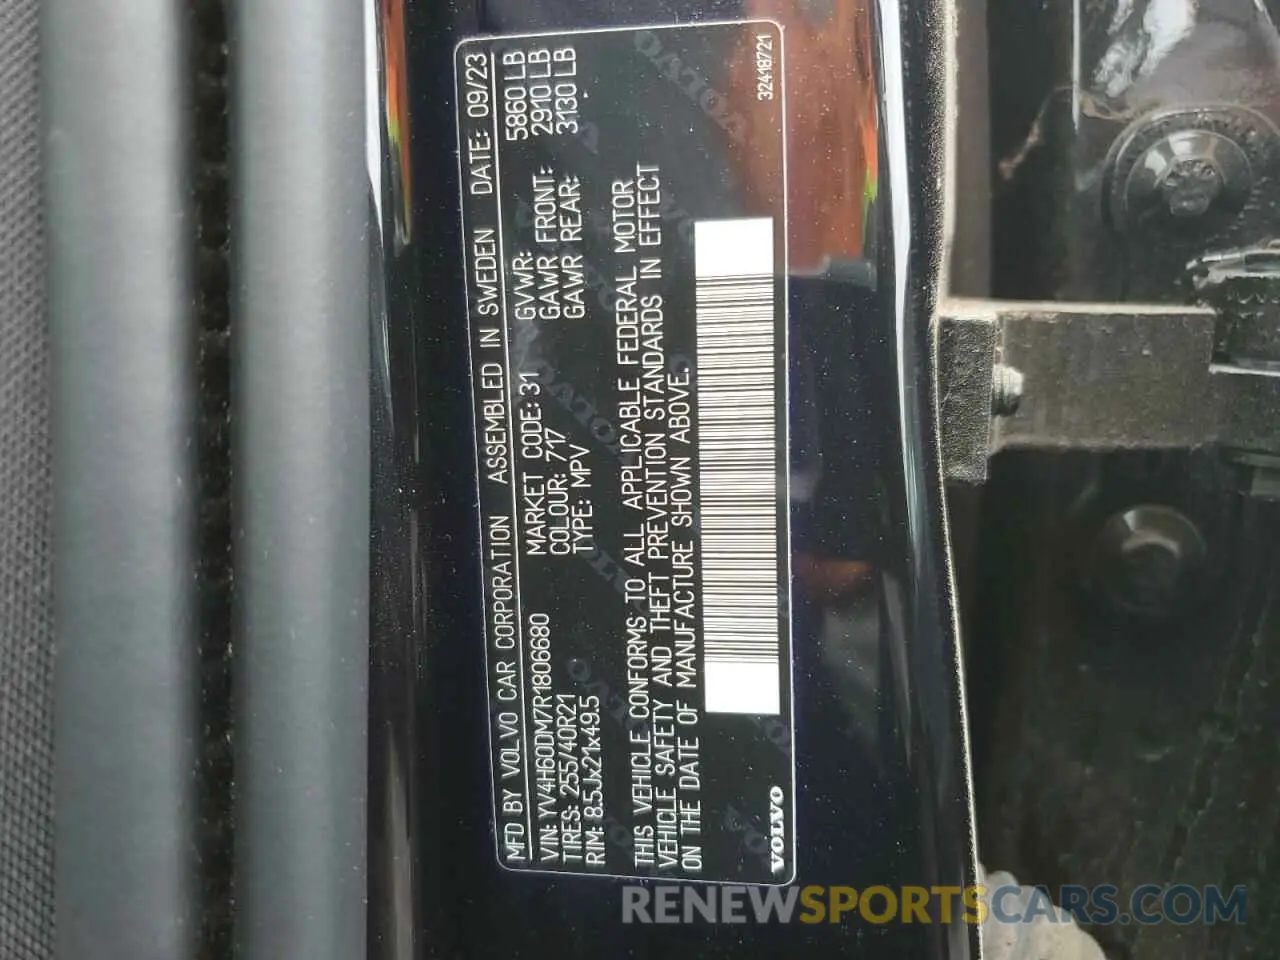 MFD BY VOLVO CAR CORPORATION ASSEMBLED IN SWEDEN DATE: 09/23
VIN: YV4H60DM7R1806680 MARKET CODE: 31 GVWR: 5860 LB
TIRES: 255/40R21 COLOUR: 717 GAWR FRONT: 2910 LB
RIM: 8.5Jx21x49.5 TYPE: MPV GAWR REAR: 3130 LB
THIS VEHICLE CONFORMS TO ALL APPLICABLE FEDERAL MOTOR
VEHICLE SAFETY AND THEFT PREVENTION STANDARDS IN EFFECT
ON THE DATE OF MANUFACTURE SHOWN ABOVE.
VOLVO 32418721
RENEWSPORTSCARS.COM